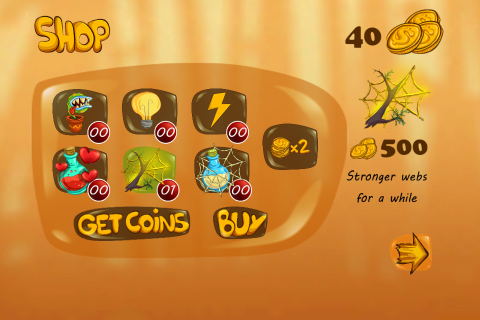 SHOP
40
00
00
00
x2
00
01
00
500
Stronger webs
for a while
GET COINS
BUY